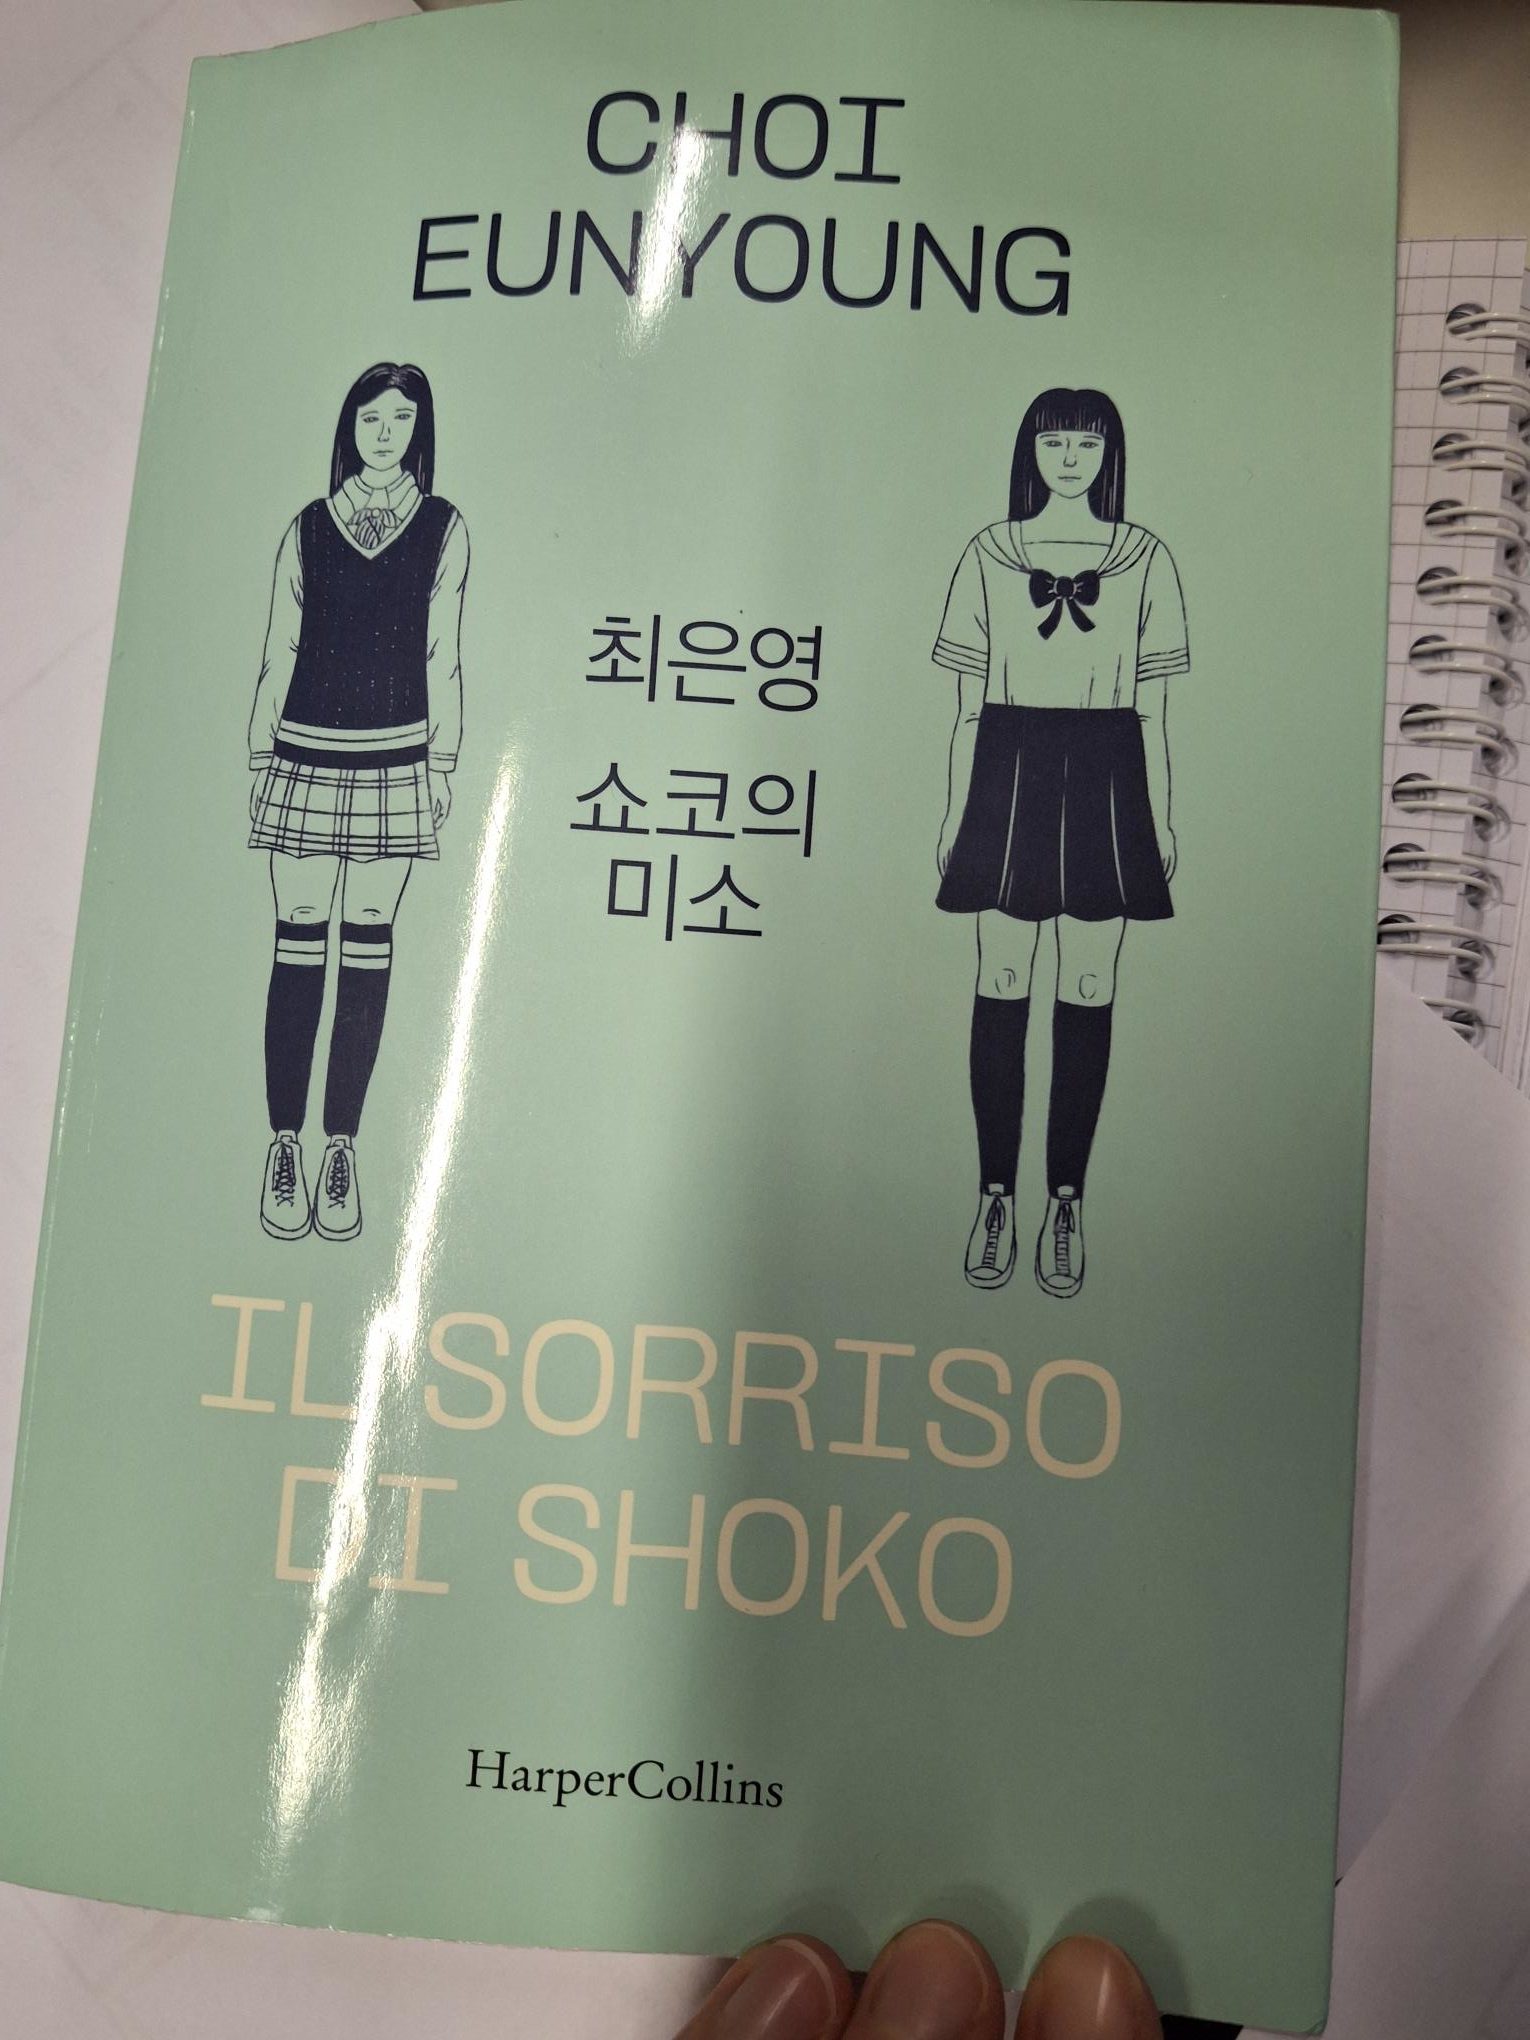 CHOI
EUNYOUNG
최은영
쇼코의
미소
IL SORRISO
DI SHOKO
HarperCollins